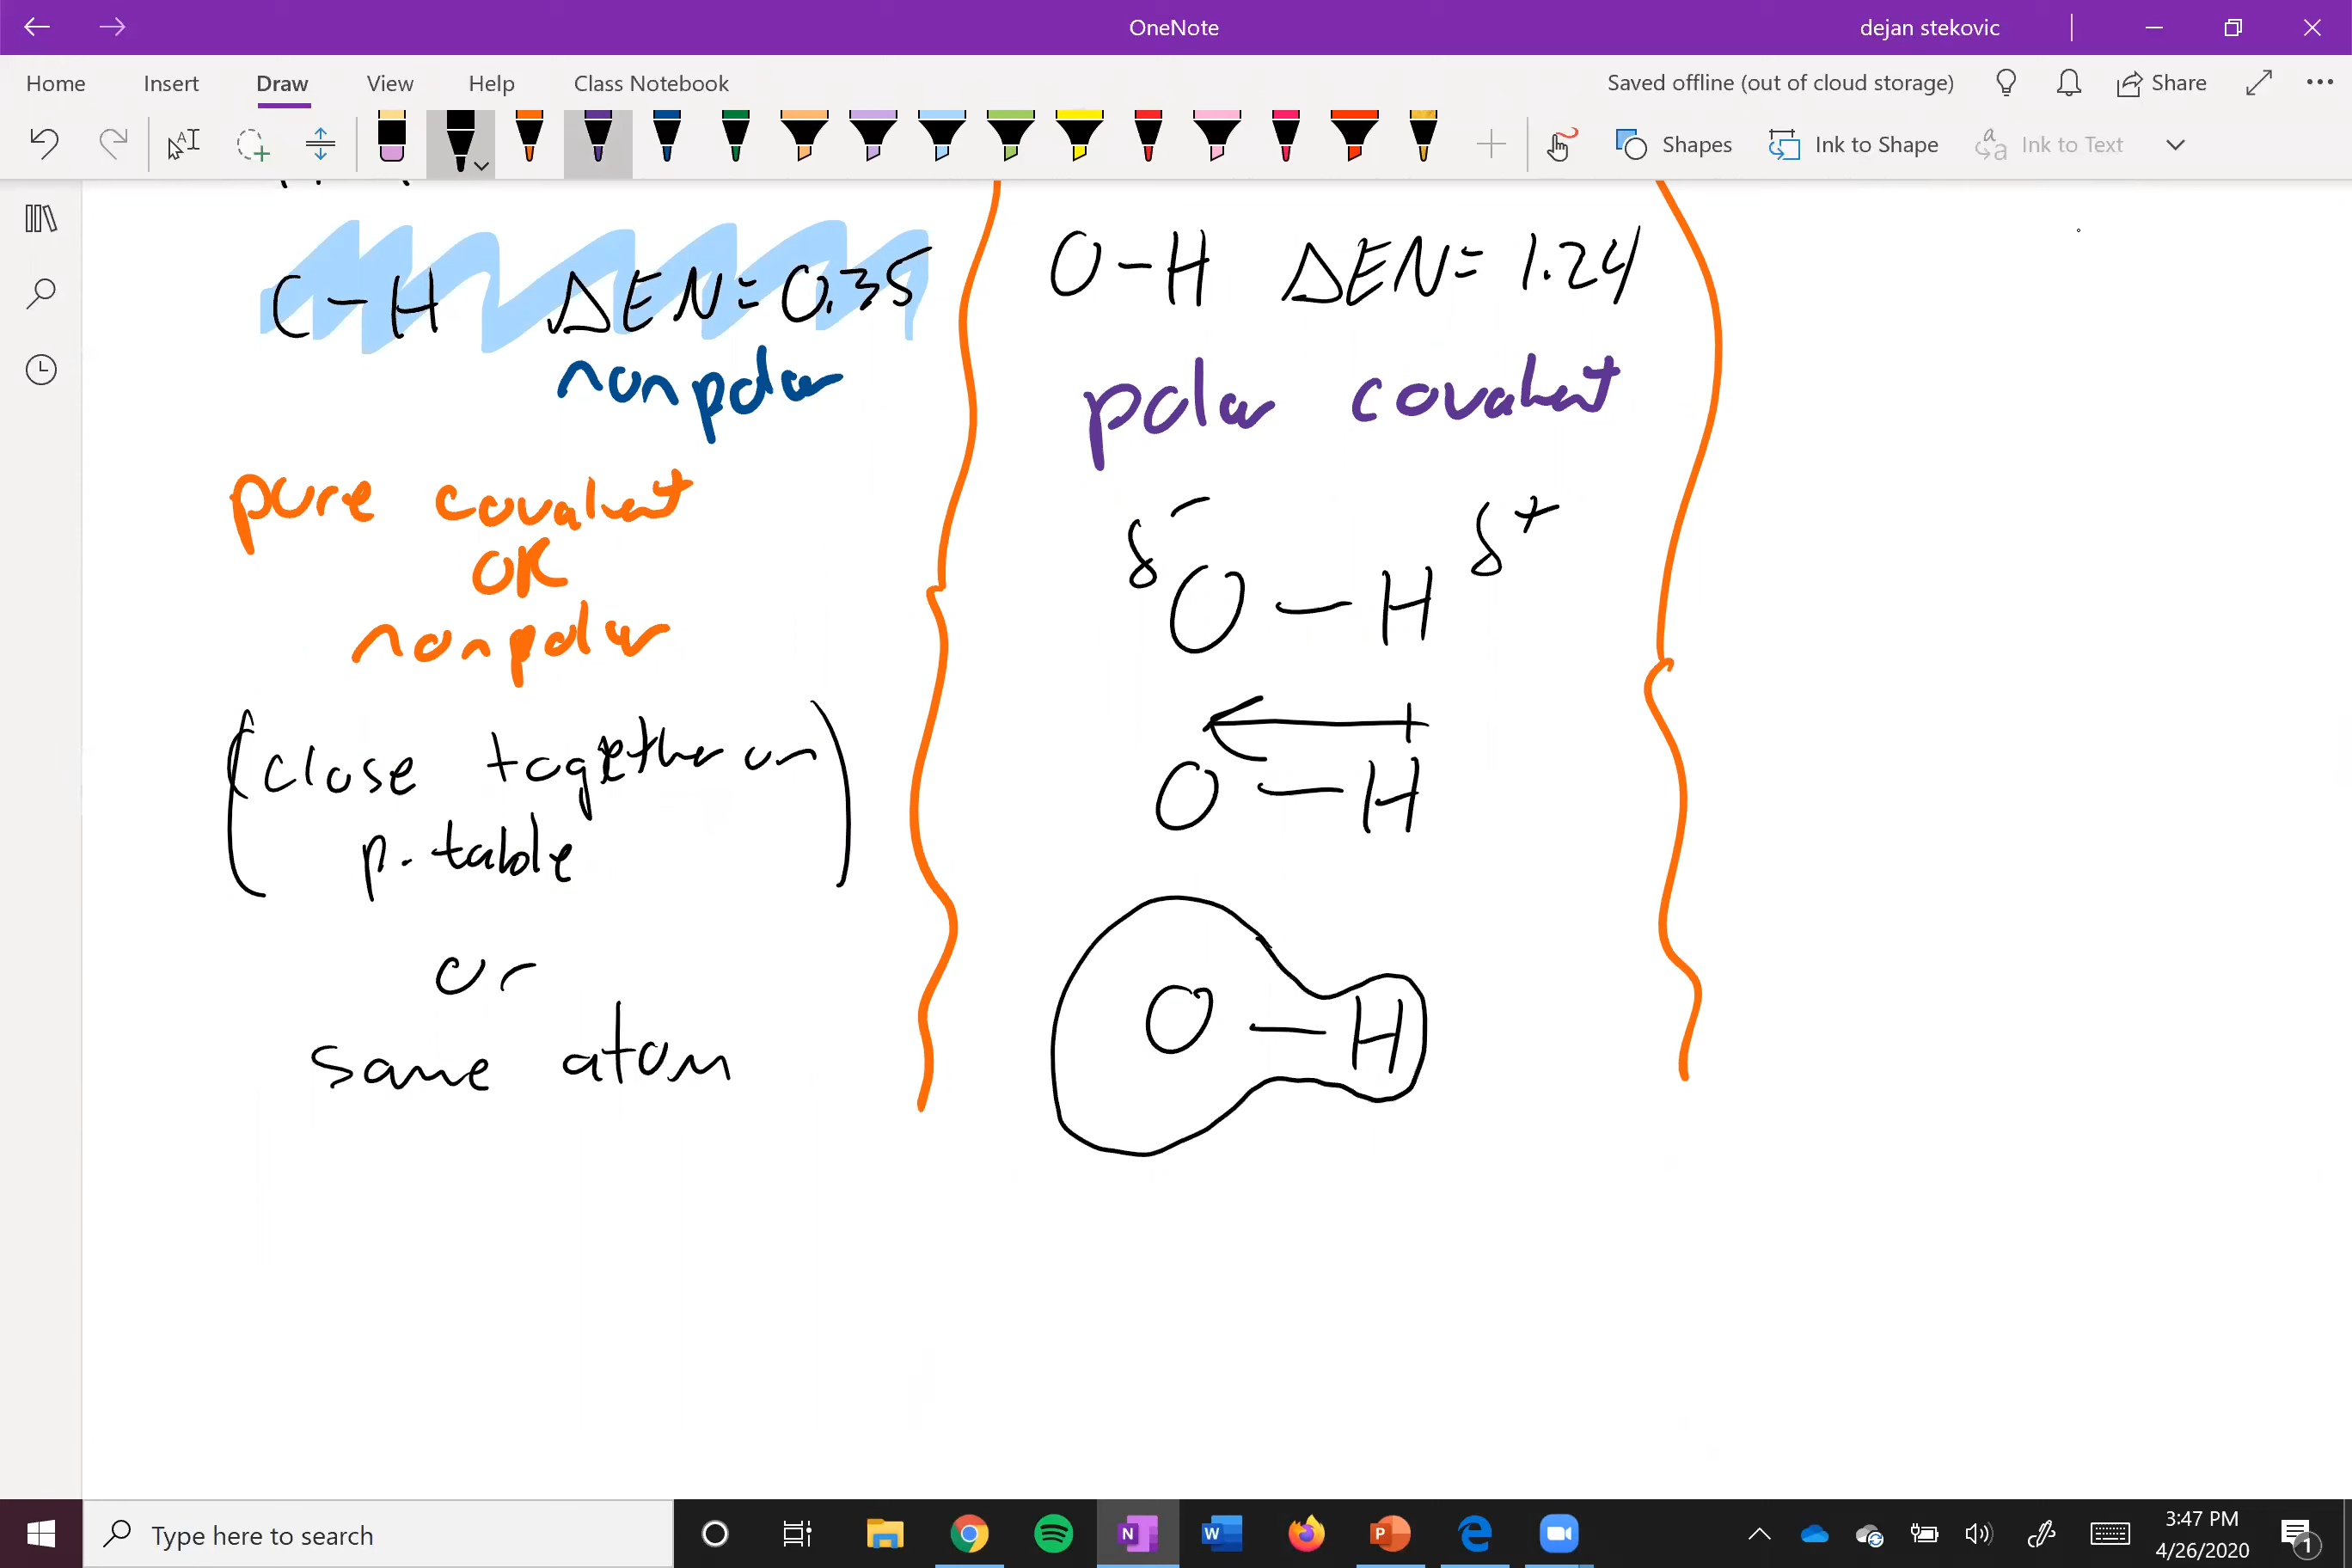 OneNote
dejan stekovic
Home Insert Draw View Help Class Notebook
Saved offline (out of cloud storage)
Share
Shapes
Ink to Shape
Ink to Text
C - H ΔEN = 0.35
nonpolar
pure covalent
OR
nonpolar
(close together on
p. table)
or
same atom
O - H ΔEN = 1.24
polar covalent
δ⁻ δ⁺
O - H
O - H
O - H
Type here to search
3:47 PM
4/26/2020
1